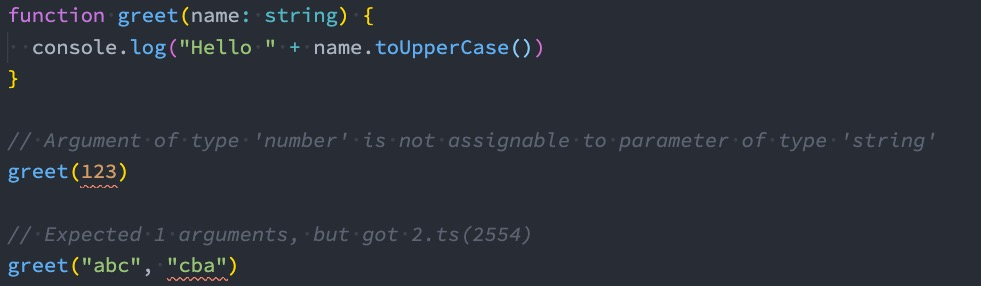 function greet(name: string) {
  console.log("Hello " + name.toUpperCase())
}
// Argument of type 'number' is not assignable to parameter of type 'string'
greet(123)
// Expected 1 arguments, but got 2.ts(2554)
greet("abc", "cba")